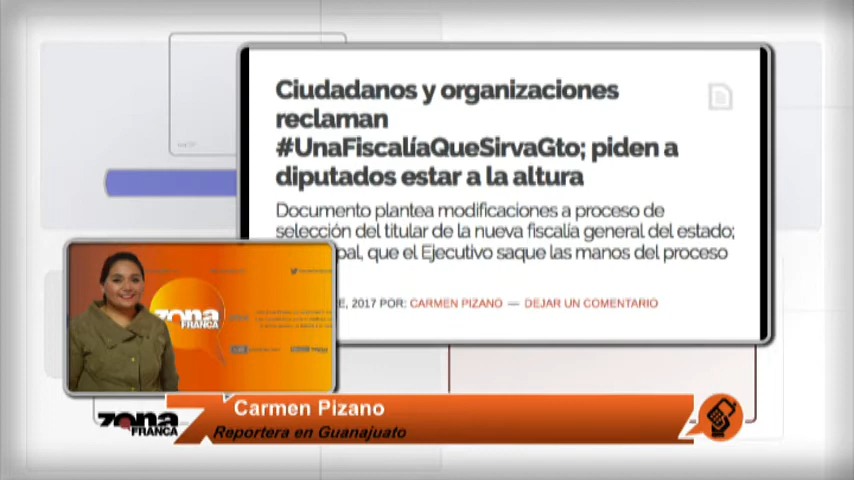 Ciudadanos y organizaciones
reclaman
#UnaFiscalíaQueSirvaGto; piden a
diputados estar a la altura
Documento plantea modificaciones a proceso de
selección del titular de la nueva fiscalía general del estado;
pal, que el Ejecutivo saque las manos del proceso
E, 2017 POR: CARMEN PIZANO — DEJAR UN COMENTARIO
zona
FRANCA
Carmen Pizano
Reportera en Guanajuato
zona
FRANCA